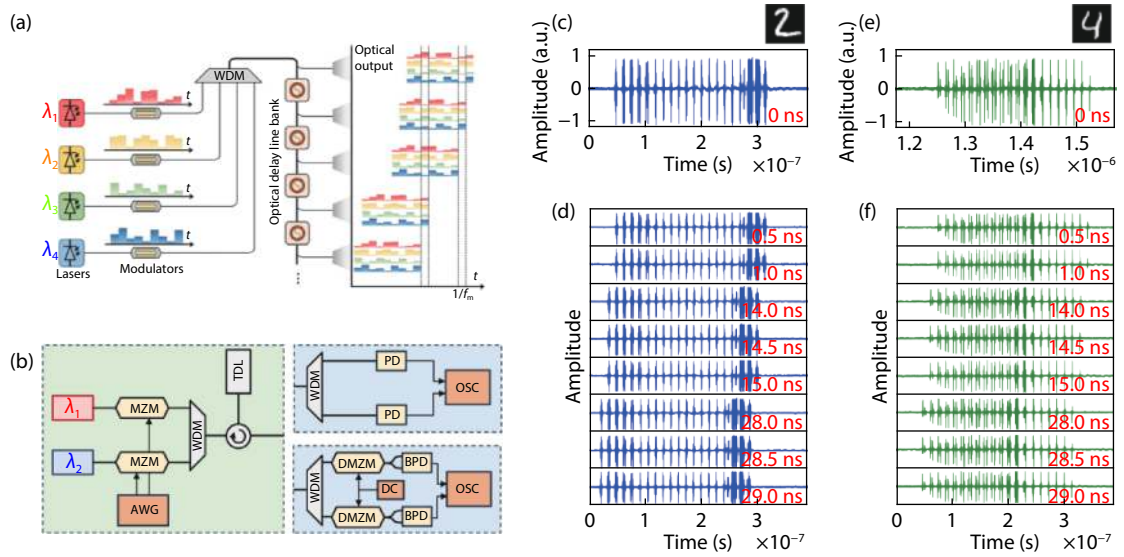 (a)
Optical
output
WDM
t
λ1
t
λ2
t
λ3
t
λ4
Lasers
Modulators
Optical delay line bank
t
1/fm
(b)
λ1
λ2
MZM
MZM
AWG
WDM
TDL
WDM
PD
PD
OSC
WDM
DMZM
DC
DMZM
BPD
BPD
OSC
(c)
2
Amplitude (a.u.)
1
0
−1
0 ns
0 1 2 3
Time (s) ×10⁻⁷
(e)
4
Amplitude (a.u.)
1
0
−1
0 ns
1.2 1.3 1.4 1.5
Time (s) ×10⁻⁶
(d)
Amplitude
0.5 ns
1.0 ns
14.0 ns
14.5 ns
15.0 ns
28.0 ns
28.5 ns
29.0 ns
0 1 2 3
Time (s) ×10⁻⁷
(f)
Amplitude
0.5 ns
1.0 ns
14.0 ns
14.5 ns
15.0 ns
28.0 ns
28.5 ns
29.0 ns
0 1 2 3
Time (s) ×10⁻⁷